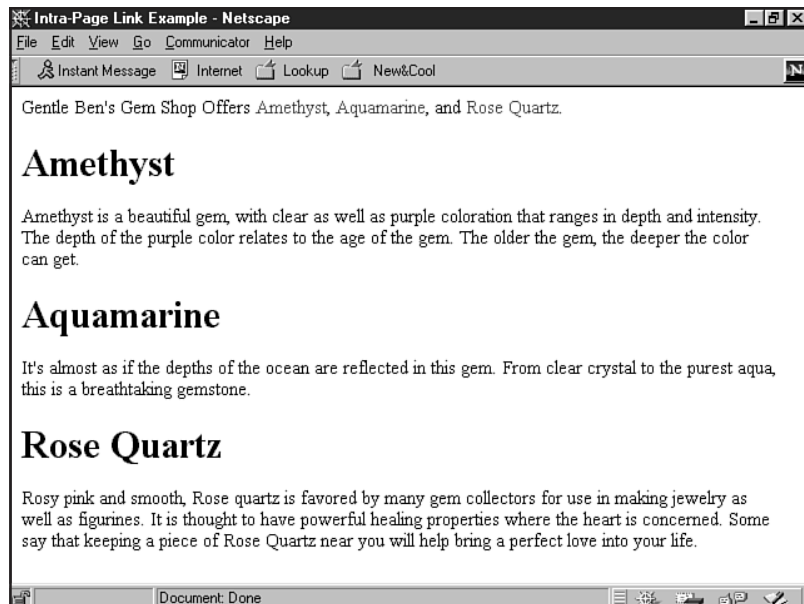 Intra-Page Link Example - Netscape
File Edit View Go Communicator Help
Instant Message Internet Lookup New&Cool
N
Gentle Ben's Gem Shop Offers Amethyst, Aquamarine, and Rose Quartz.
Amethyst
Amethyst is a beautiful gem, with clear as well as purple coloration that ranges in depth and intensity.
The depth of the purple color relates to the age of the gem. The older the gem, the deeper the color
can get.
Aquamarine
It's almost as if the depths of the ocean are reflected in this gem. From clear crystal to the purest aqua,
this is a breathtaking gemstone.
Rose Quartz
Rosy pink and smooth, Rose quartz is favored by many gem collectors for use in making jewelry as
well as figurines. It is thought to have powerful healing properties where the heart is concerned. Some
say that keeping a piece of Rose Quartz near you will help bring a perfect love into your life.
Document: Done